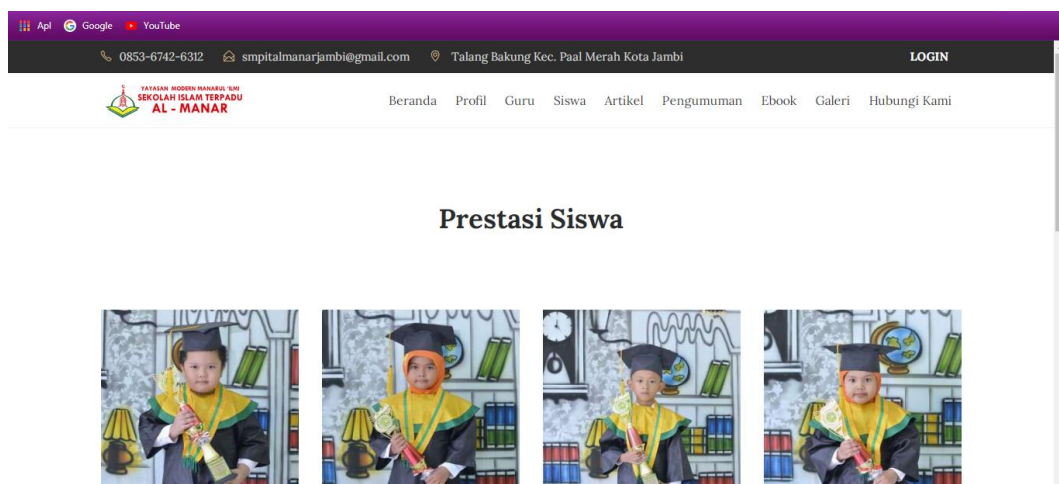 Apl Google YouTube
0853-6742-6312 smpitalmanarjambi@gmail.com Talang Bakung Kec. Paal Merah Kota Jambi LOGIN
YAYASAN MODERN MANARUL 'ILMI
SEKOLAH ISLAM TERPADU
AL - MANAR
Beranda Profil Guru Siswa Artikel Pengumuman Ebook Galeri Hubungi Kami
Prestasi Siswa